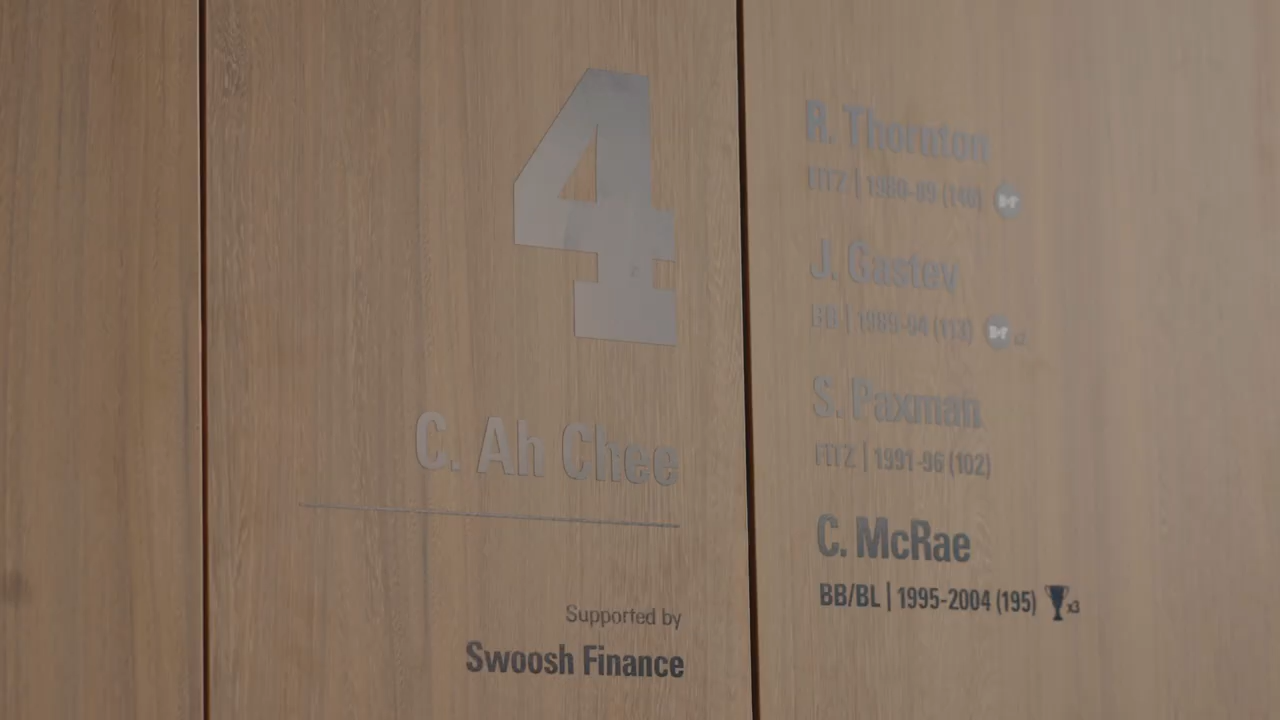 4
C. Ah Chee
Supported by
Swoosh Finance
R. Thornton
FITZ | 1980-89 (146)
J. Gastev
BB | 1989-94 (113) x2
S. Paxman
FITZ | 1991-96 (102)
C. McRae
BB/BL | 1995-2004 (195) x3